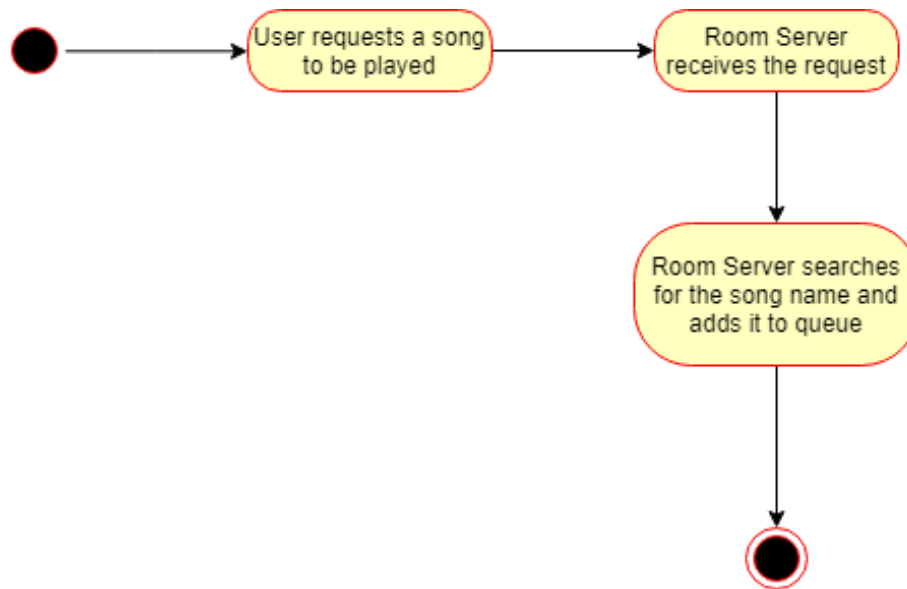 User requests a song
to be played
Room Server
receives the request
Room Server searches
for the song name and
adds it to queue